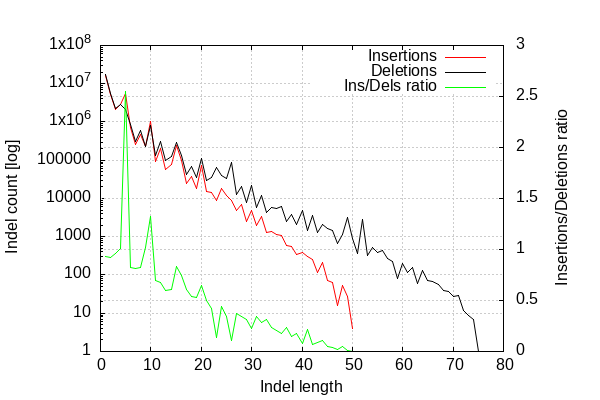 Insertions
Deletions
Ins/Dels ratio
1x10^8
1x10^7
1x10^6
100000
10000
1000
100
10
1
3
2.5
2
1.5
1
0.5
0
0 10 20 30 40 50 60 70 80
Indel length
Indel count [log]
Insertions/Deletions ratio